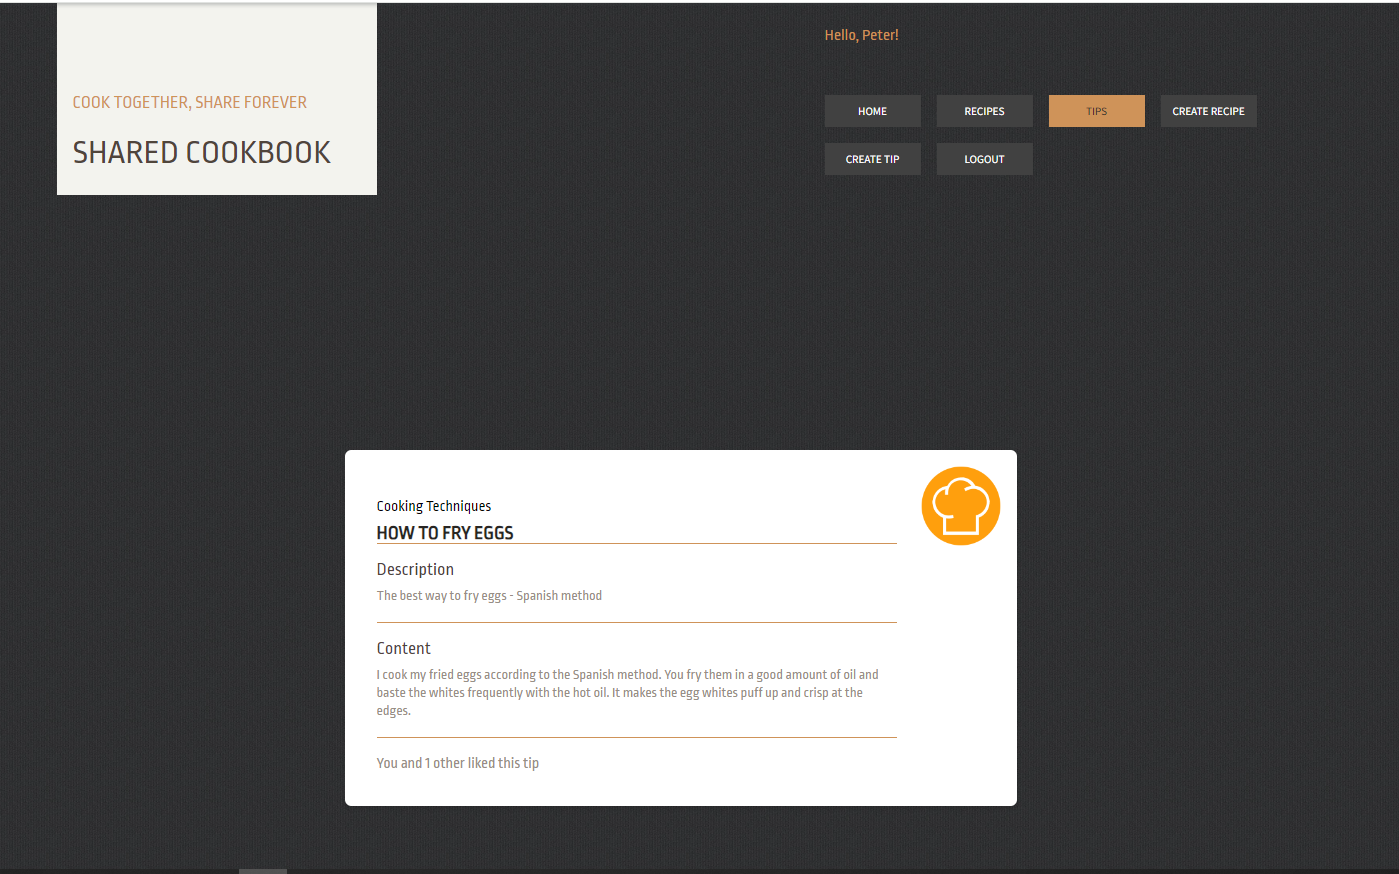 COOK TOGETHER, SHARE FOREVER
SHARED COOKBOOK
Hello, Peter!
HOME
RECIPES
TIPS
CREATE RECIPE
CREATE TIP
LOGOUT
Cooking Techniques
HOW TO FRY EGGS
Description
The best way to fry eggs - Spanish method
Content
I cook my fried eggs according to the Spanish method. You fry them in a good amount of oil and
baste the whites frequently with the hot oil. It makes the egg whites puff up and crisp at the
edges.
You and 1 other liked this tip